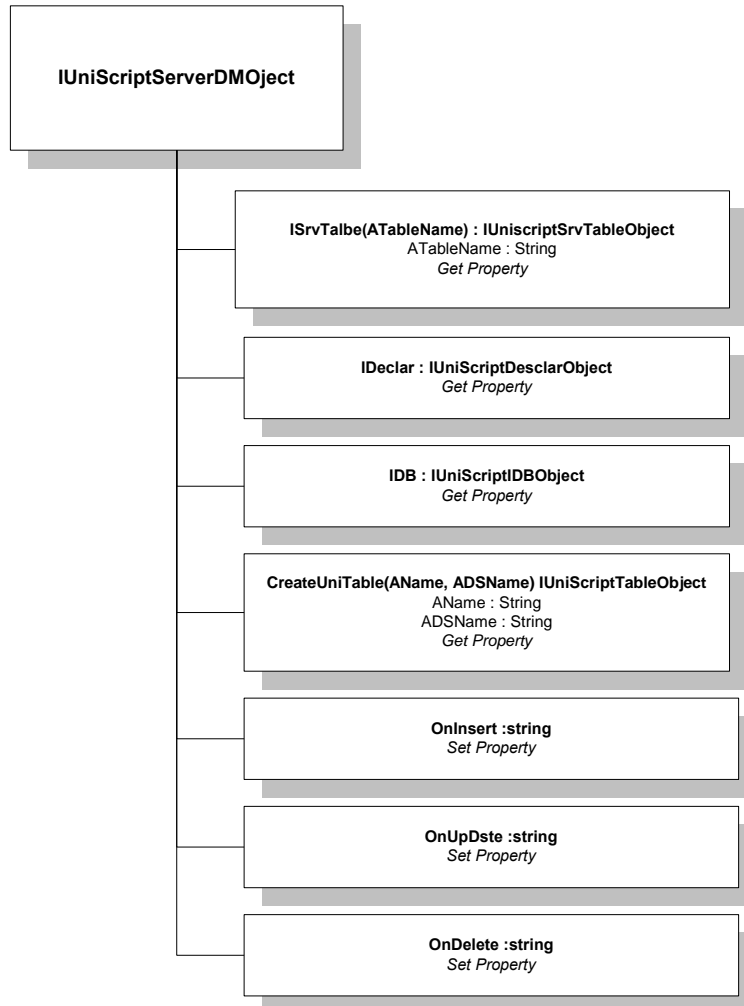 IUniScriptServerDMOject
ISrvTalbe(ATableName) : IUniscriptSrvTableObject
ATableName : String
Get Property
IDeclar : IUniScriptDesclarObject
Get Property
IDB : IUniScriptIDBObject
Get Property
CreateUniTable(AName, ADSName) IUniScriptTableObject
AName : String
ADSName : String
Get Property
OnInsert :string
Set Property
OnUpDste :string
Set Property
OnDelete :string
Set Property